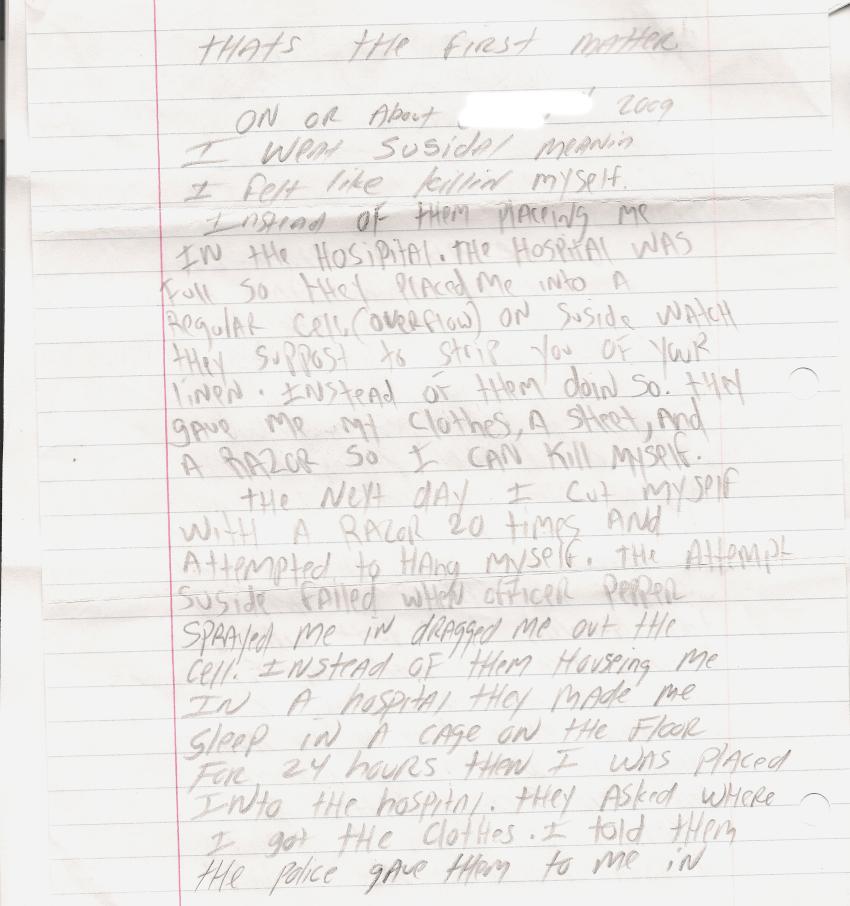 THATS THE FIRST MATTER
ON OR About 2009
I WENT SUSIDAL MEANIN
I FElt like killin myself.
Instead OF tHEM PlACEING ME
IN tHE HOSiPitAl. tHE HOSPitAl WAS
Full SO tHEY PlACED ME INto A
REgulAR CEll (OVERFlOW) ON SuSidE WAtCH
tHEY SuPPOSt to StRiP YOU OF YOUR
liNEN. INStEAd OF tHEM doiN SO. tHEY
gAVE ME MY ClotHES, A SHEEt, ANd
A RAZOR SO I CAN Kill MYSElF.
tHE NEXt dAY I Cut MYSElF
WitH A RAZOR 20 tiMES ANd
AttEMPtEd to HANg MYSElF. tHE AttEMPt
SuSidE FAilEd WHEN OFFiCER PEPPER
SPRAYEd ME iN dRAggEd ME Out tHE
CEll. INStEAd OF tHEM HOuSEiNg ME
IN A hOSPitAl tHEY MAdE ME
SlEEP iN A CAgE ON tHE FlOOR
FOR 24 hOuRS tHEN I WAS PlACEd
INto tHE hOSPitAl. tHEY ASkEd WHERE
I got tHE ClotHES. I told tHEM
tHE POliCE gAVE tHEM to ME iN